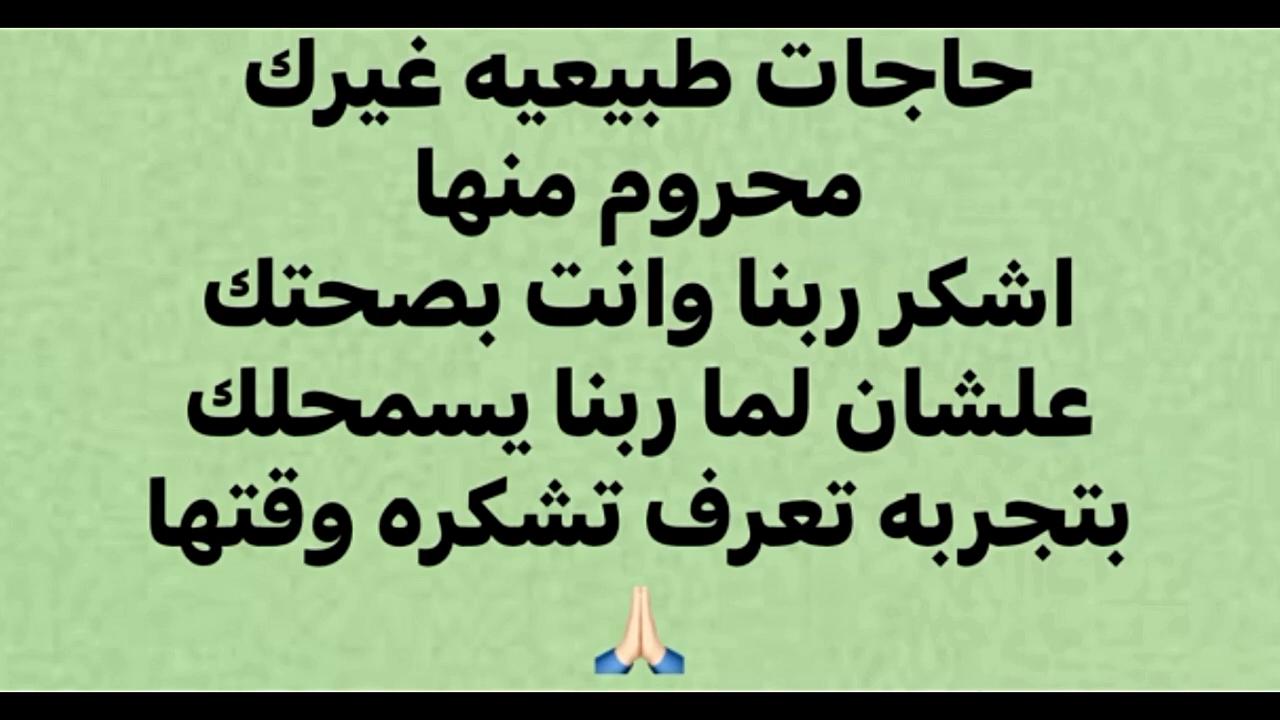 حاجات طبيعيه غيرك
محروم منها
اشكر ربنا وانت بصحتك
علشان لما ربنا يسمحلك
بتجربه تعرف تشكره وقتها
🙏🏻